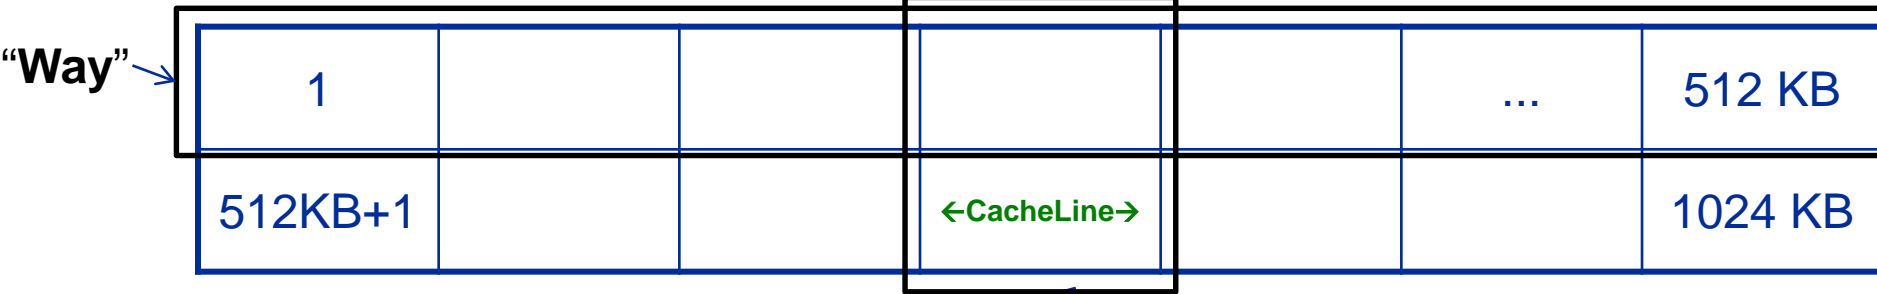 “Way”
1 ... 512 KB
512KB+1 ←CacheLine→ 1024 KB